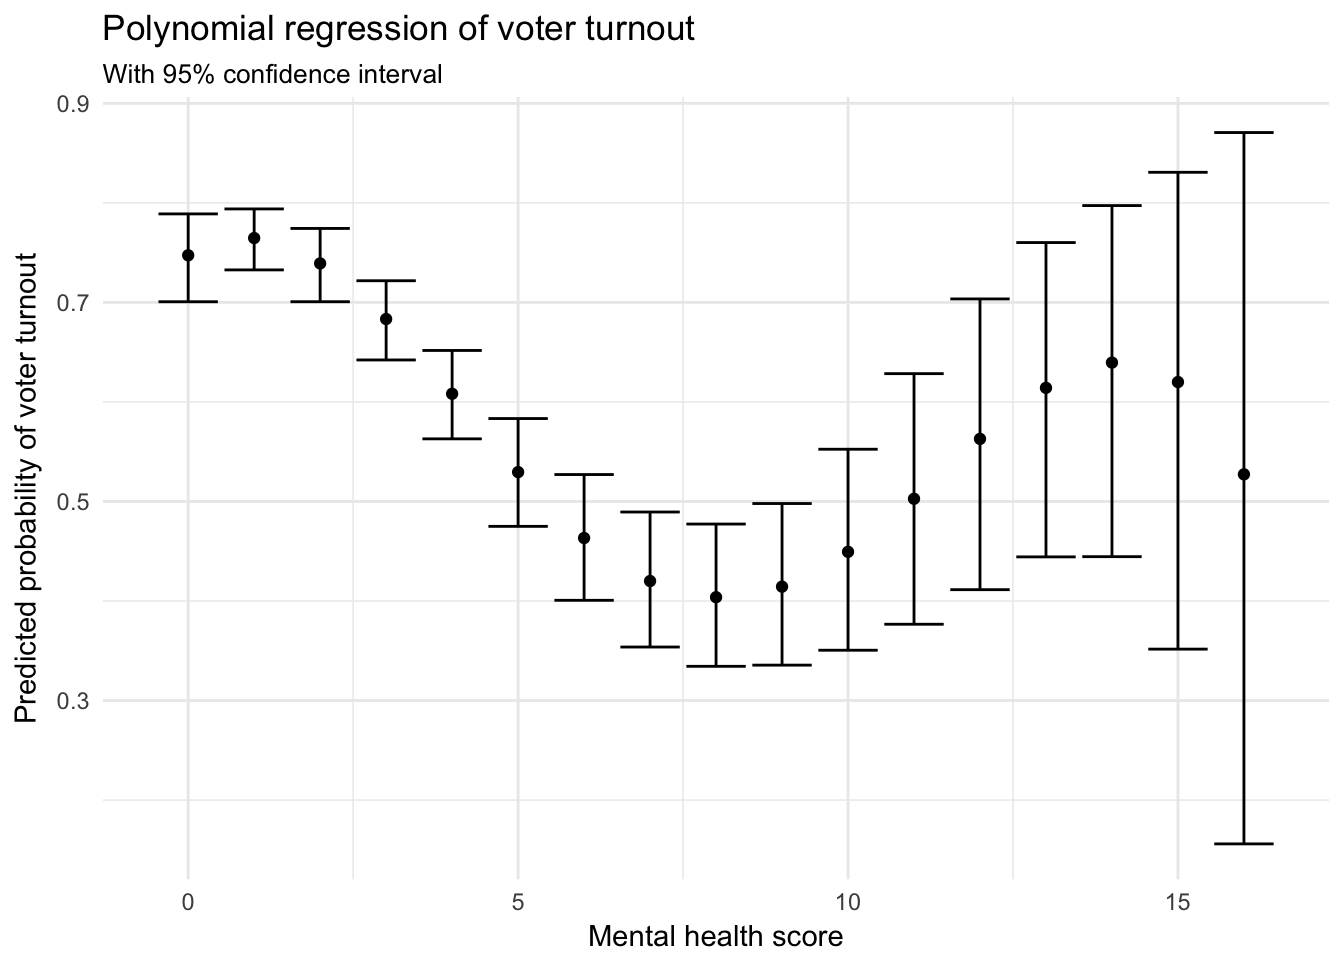 Polynomial regression of voter turnout
With 95% confidence interval
Predicted probability of voter turnout
0.9
0.7
0.5
0.3
0
5
10
15
Mental health score